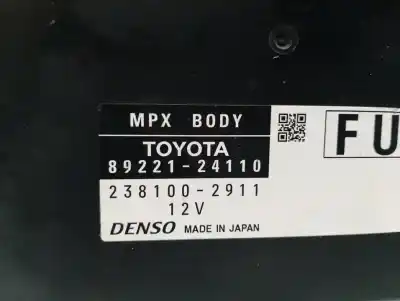 MPX BODY
TOYOTA
89221-24110
238100-2911
12V
DENSO MADE IN JAPAN
FU